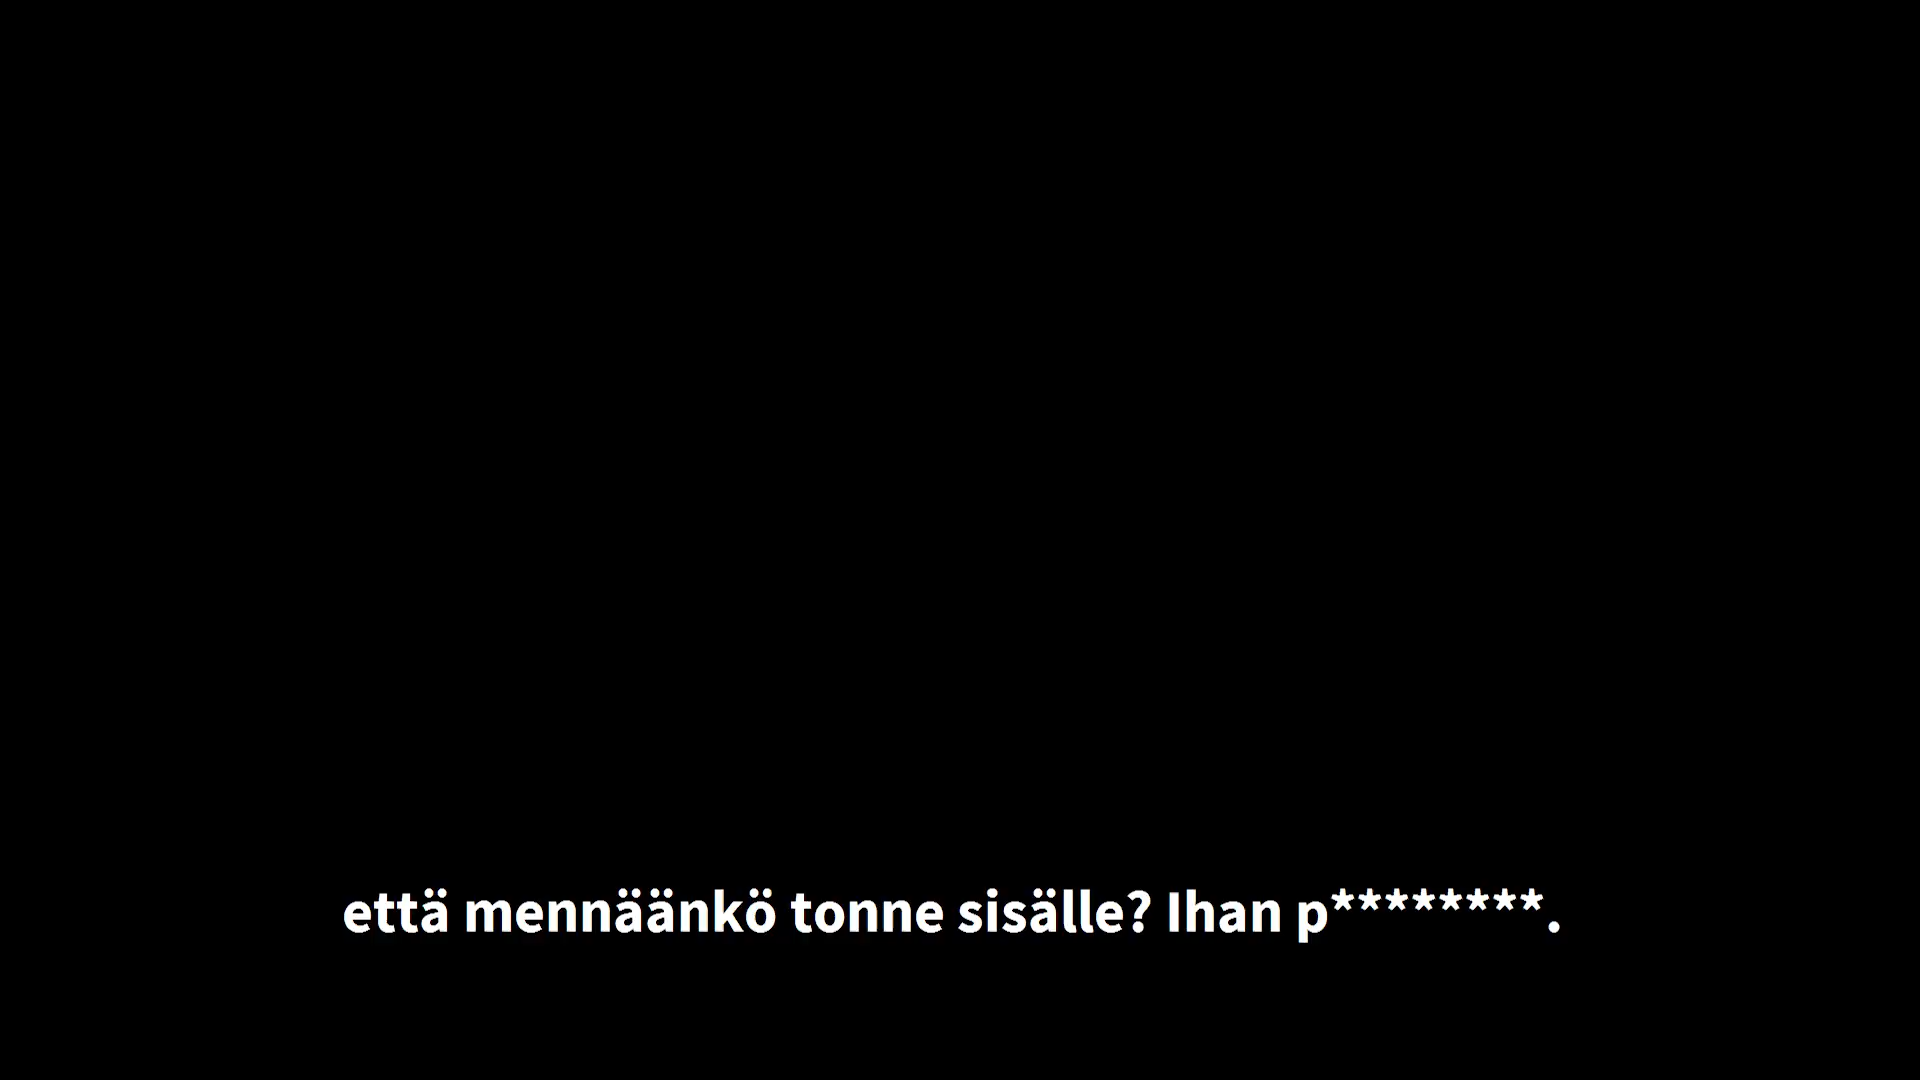 että mennäänkö tonne sisälle? Ihan p********.